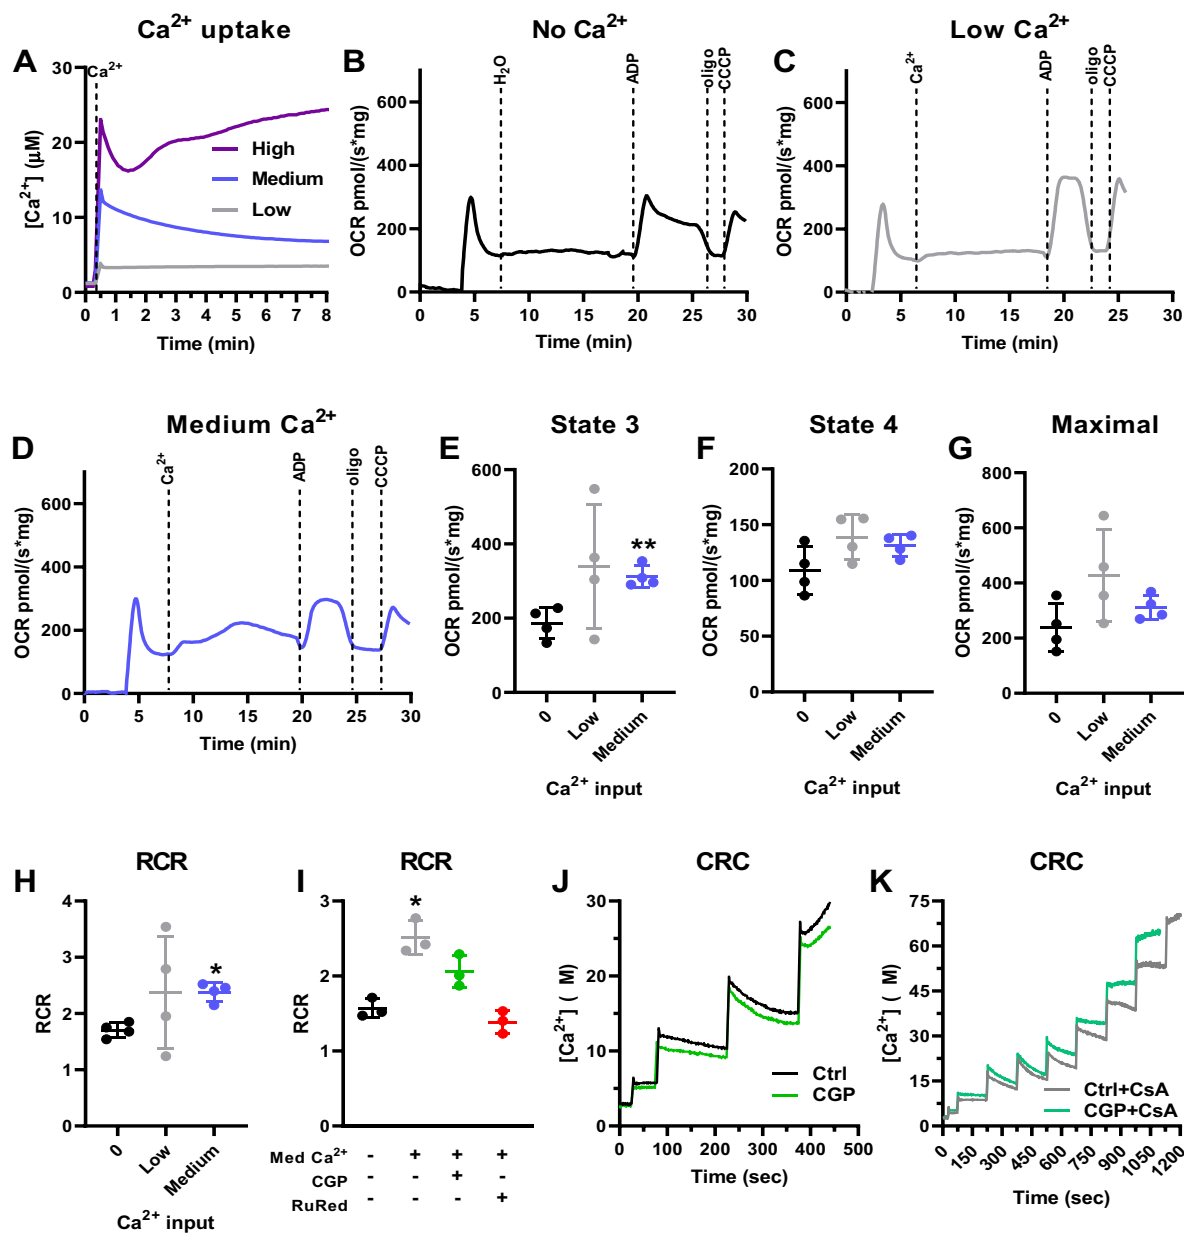 Ca²⁺ uptake
No Ca²⁺
Low Ca²⁺
A
B
C
Ca²⁺
H₂O
ADP
oligo
CCCP
Ca²⁺
ADP
oligo
CCCP
[Ca²⁺] (µM)
30
20
10
0
High
Medium
Low
0 1 2 3 4 5 6 7 8
Time (min)
OCR pmol/(s*mg)
600
400
200
0
0 5 10 15 20 25 30
Time (min)
OCR pmol/(s*mg)
600
400
200
0
0 5 10 15 20 25 30
Time (min)
Medium Ca²⁺
State 3
State 4
Maximal
D
E
F
G
Ca²⁺
ADP
oligo
CCCP
OCR pmol/(s*mg)
600
400
200
0
0 5 10 15 20 25 30
Time (min)
OCR pmol/(s*mg)
600
400
200
0
**
0 Low Medium
Ca²⁺ input
OCR pmol/(s*mg)
200
150
100
50
0
0 Low Medium
Ca²⁺ input
OCR pmol/(s*mg)
800
600
400
200
0
0 Low Medium
Ca²⁺ input
RCR
RCR
CRC
CRC
H
I
J
K
RCR
4
3
2
1
0
*
0 Low Medium
Ca²⁺ input
RCR
3
2
1
0
*
Med Ca²⁺ - + + +
CGP - - + -
RuRed - - - +
[Ca²⁺] ( M)
30
20
10
0
Ctrl
CGP
0 100 200 300 400 500
Time (sec)
[Ca²⁺] ( M)
75
60
45
30
15
0
Ctrl+CsA
CGP+CsA
0 150 300 450 600 750 900 1050 1200
Time (sec)